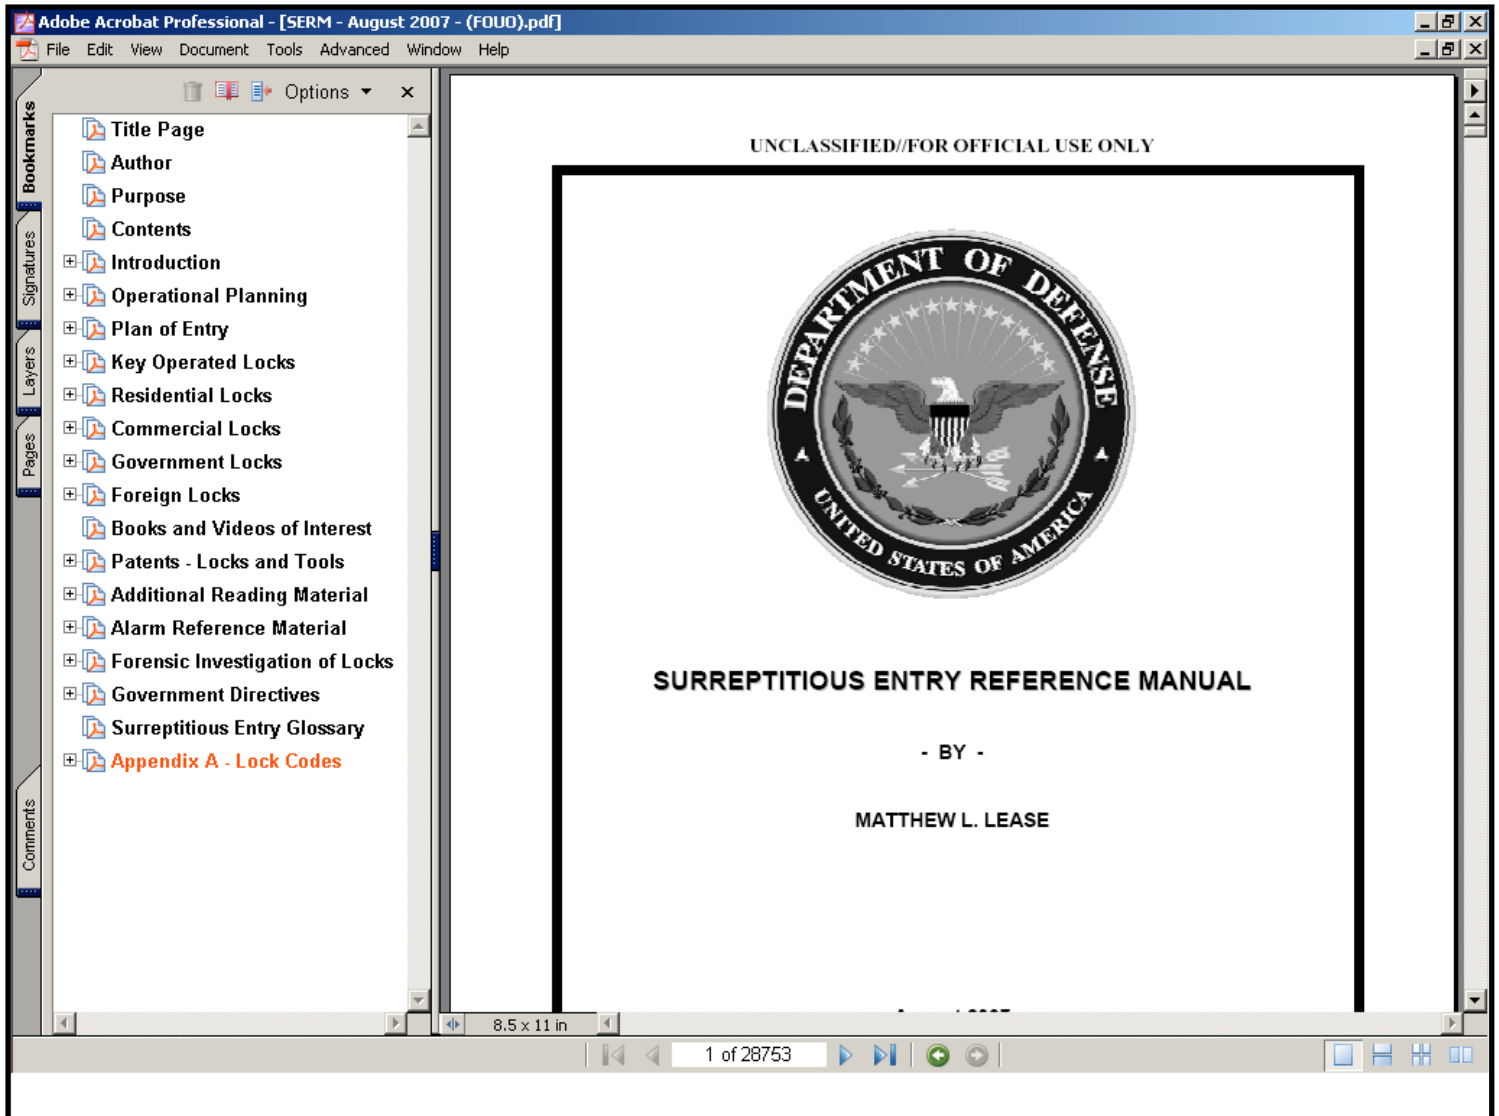 Adobe Acrobat Professional - [SERM - August 2007 - (FOUO).pdf]
File Edit View Document Tools Advanced Window Help
Options
Bookmarks
Signatures
Layers
Pages
Comments
Title Page
Author
Purpose
Contents
Introduction
Operational Planning
Plan of Entry
Key Operated Locks
Residential Locks
Commercial Locks
Government Locks
Foreign Locks
Books and Videos of Interest
Patents - Locks and Tools
Additional Reading Material
Alarm Reference Material
Forensic Investigation of Locks
Government Directives
Surreptitious Entry Glossary
Appendix A - Lock Codes
UNCLASSIFIED//FOR OFFICIAL USE ONLY
DEPARTMENT OF DEFENSE
UNITED STATES OF AMERICA
SURREPTITIOUS ENTRY REFERENCE MANUAL
- BY -
MATTHEW L. LEASE
8.5 x 11 in
1 of 28753